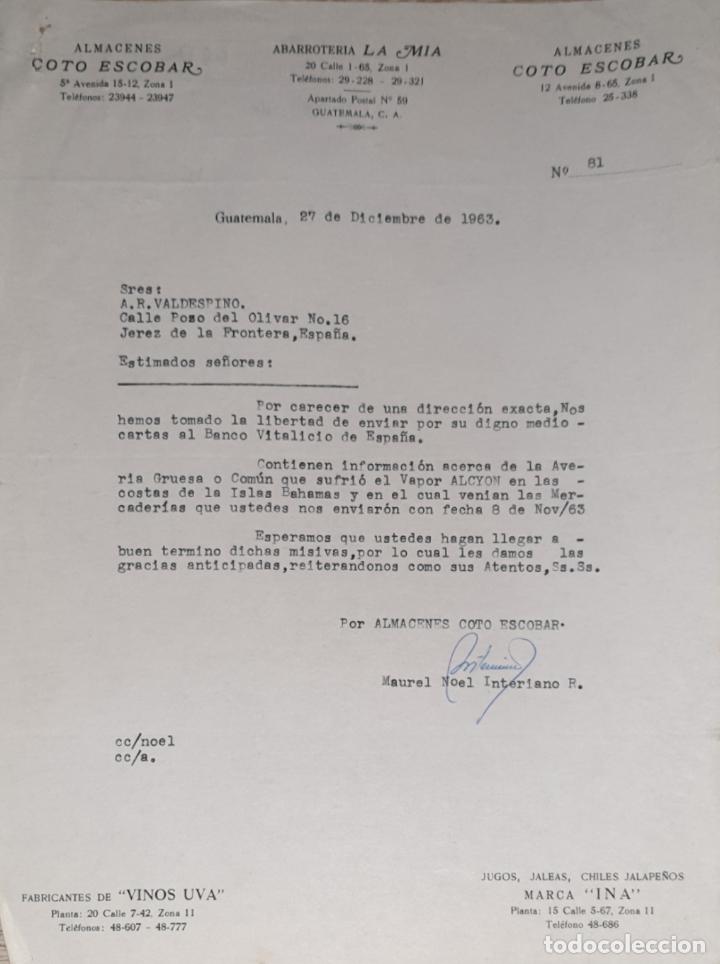 ALMACENES
COTO ESCOBAR
5ª Avenida 15-12, Zona 1
Teléfonos: 23944 - 23947
ABARROTERIA LA MIA
20 Calle 1-65, Zona 1
Teléfonos: 29-228 - 29-321
Apartado Postal Nº 59
GUATEMALA, C. A.
ALMACENES
COTO ESCOBAR
12 Avenida 8-65, Zona 1
Teléfono 25-338
Nº 81
Guatemala, 27 de Diciembre de 1963.
Sres:
A.R.VALDESPINO.
Calle Poso del Olivar No.16
Jerez de la Frontera,España.
Estimados señores:
Por carecer de una dirección exacta,Nos
hemos tomado la libertad de enviar por su digno medio -
cartas al Banco Vitalicio de España.
Contienen información acerca de la Ave-
ria Gruesa o Común que sufrió el Vapor ALCYON en las -
costas de la Islas Bahamas y en el cual venian las Mer-
caderías que ustedes nos enviarón con fecha 8 de Nov/63
Esperamos que ustedes hagan llegar a -
buen termino dichas misivas,por lo cual les damos las
gracias anticipadas,reiterandonos como sus Atentos,Ss.Ss.
Por ALMACENES COTO ESCOBAR.
Maurel Noel Interiano R.
cc/noel
cc/a.
FABRICANTES DE "VINOS UVA"
Planta: 20 Calle 7-42, Zona 11
Teléfonos: 48-607 - 48-777
JUGOS, JALEAS, CHILES JALAPEÑOS
MARCA "INA"
Planta: 15 Calle 5-67, Zona 11
Teléfono 48-686
todocoleccion